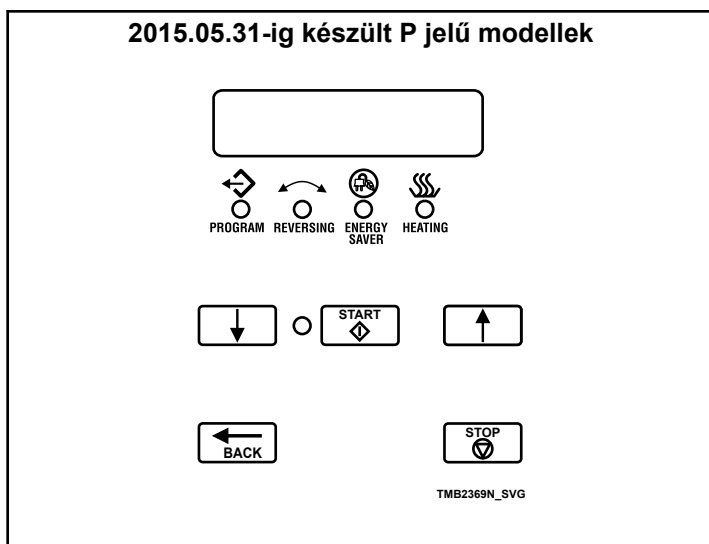 2015.05.31-ig készült P jelű modellek
PROGRAM REVERSING ENERGY SAVER HEATING
START
BACK
STOP
TMB2369N_SVG